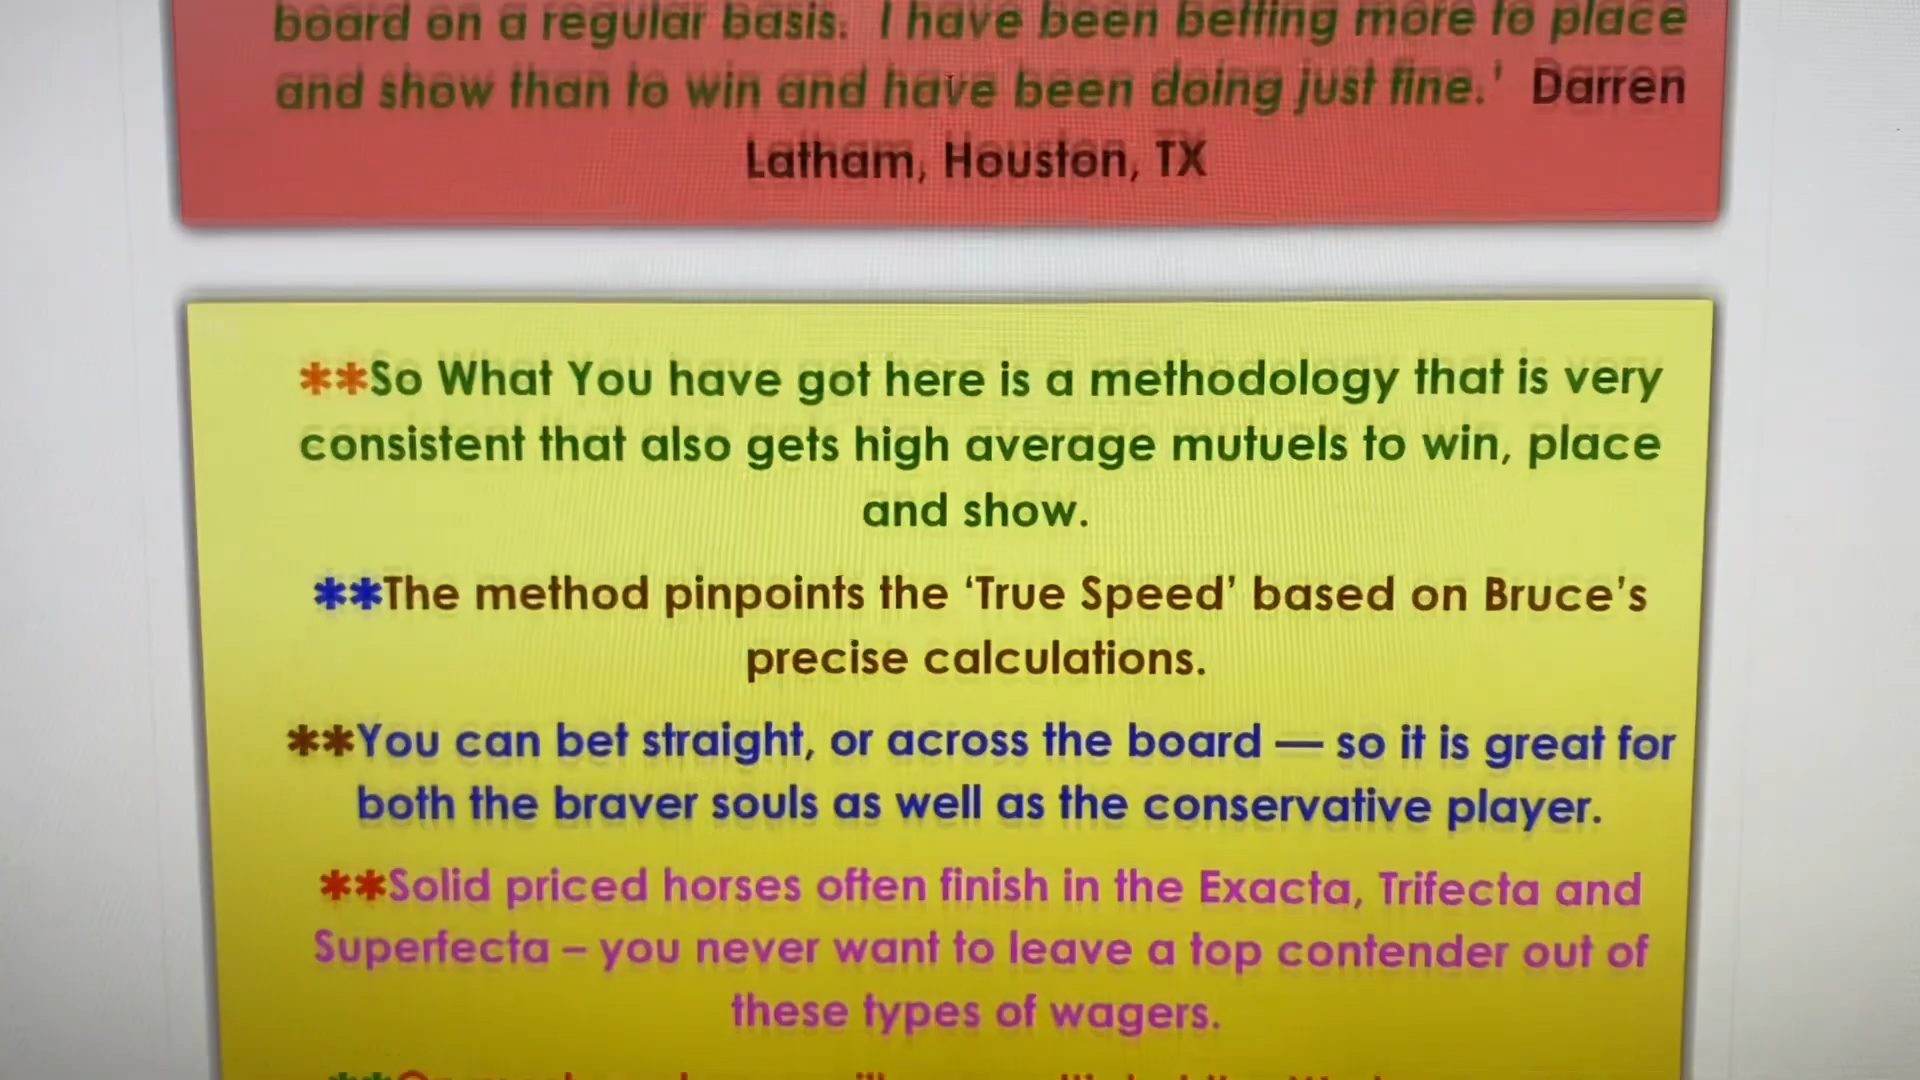 board on a regular basis.  I have been betting more to place
and show than to win and have been doing just fine.'  Darren
Latham, Houston, TX
**So What You have got here is a methodology that is very
consistent that also gets high average mutuels to win, place
and show.
**The method pinpoints the ‘True Speed’ based on Bruce’s
precise calculations.
**You can bet straight, or across the board — so it is great for
both the braver souls as well as the conservative player.
**Solid priced horses often finish in the Exacta, Trifecta and
Superfecta – you never want to leave a top contender out of
these types of wagers.